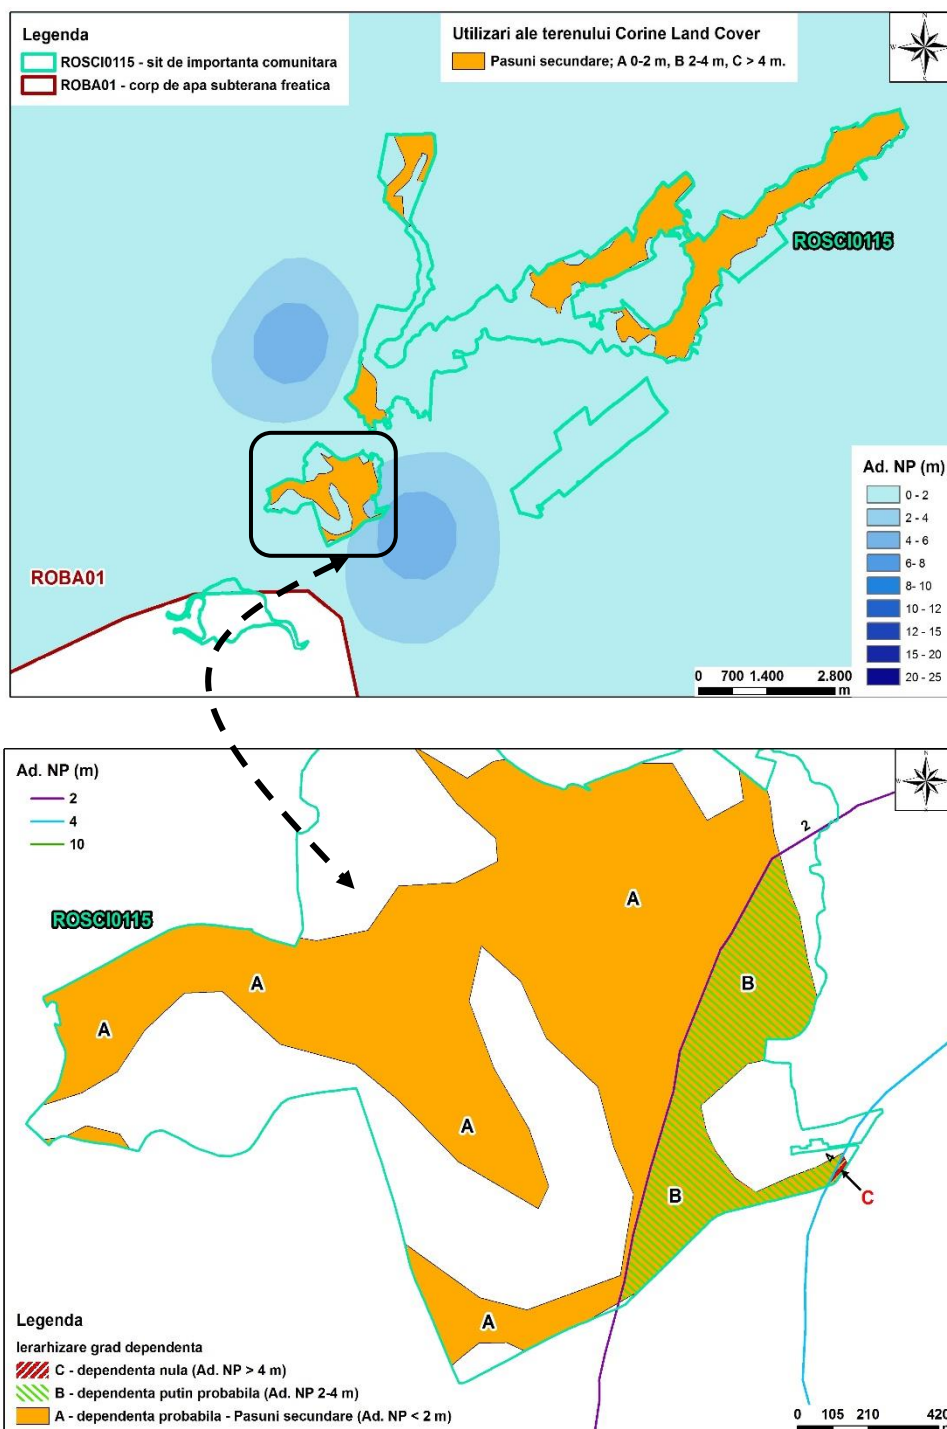 Legenda
ROSCI0115 - sit de importanta comunitara
ROBA01 - corp de apa subterana freatica
Utilizari ale terenului Corine Land Cover
Pasuni secundare; A 0-2 m, B 2-4 m, C > 4 m.
N
ROSCI0115
Ad. NP (m)
0 - 2
2 - 4
4 - 6
6- 8
8- 10
10 - 12
12 - 15
15 - 20
20 - 25
ROBA01
0 700 1.400 2.800
m
Ad. NP (m)
2
4
10
N
2
ROSCI0115
A
A
B
A
A
4
B
C
A
Legenda
Ierarhizare grad dependenta
C - dependenta nula (Ad. NP > 4 m)
B - dependenta putin probabila (Ad. NP 2-4 m)
A - dependenta probabila - Pasuni secundare (Ad. NP < 2 m)
0 105 210 420
m